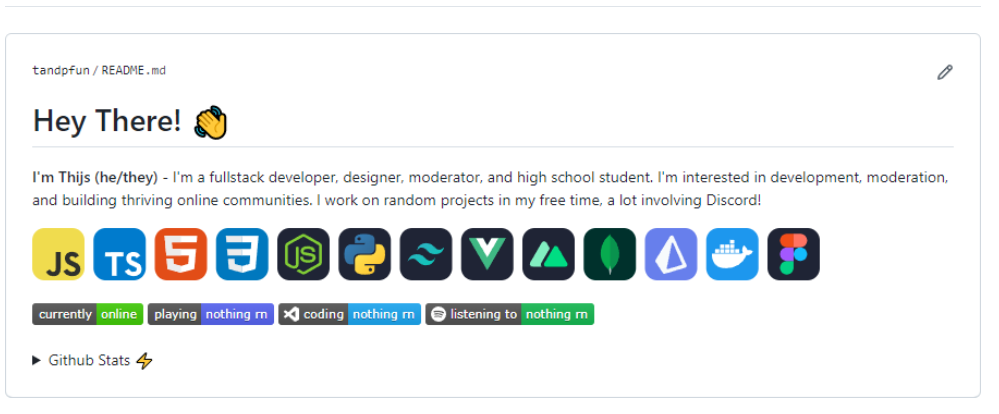 tandpfun / README.md
Hey There! 👋
I'm Thijs (he/they) - I'm a fullstack developer, designer, moderator, and high school student. I'm interested in development, moderation,
and building thriving online communities. I work on random projects in my free time, a lot involving Discord!
JS TS 5 3 JS
currently online playing nothing rn coding nothing rn listening to nothing rn
Github Stats ⚡